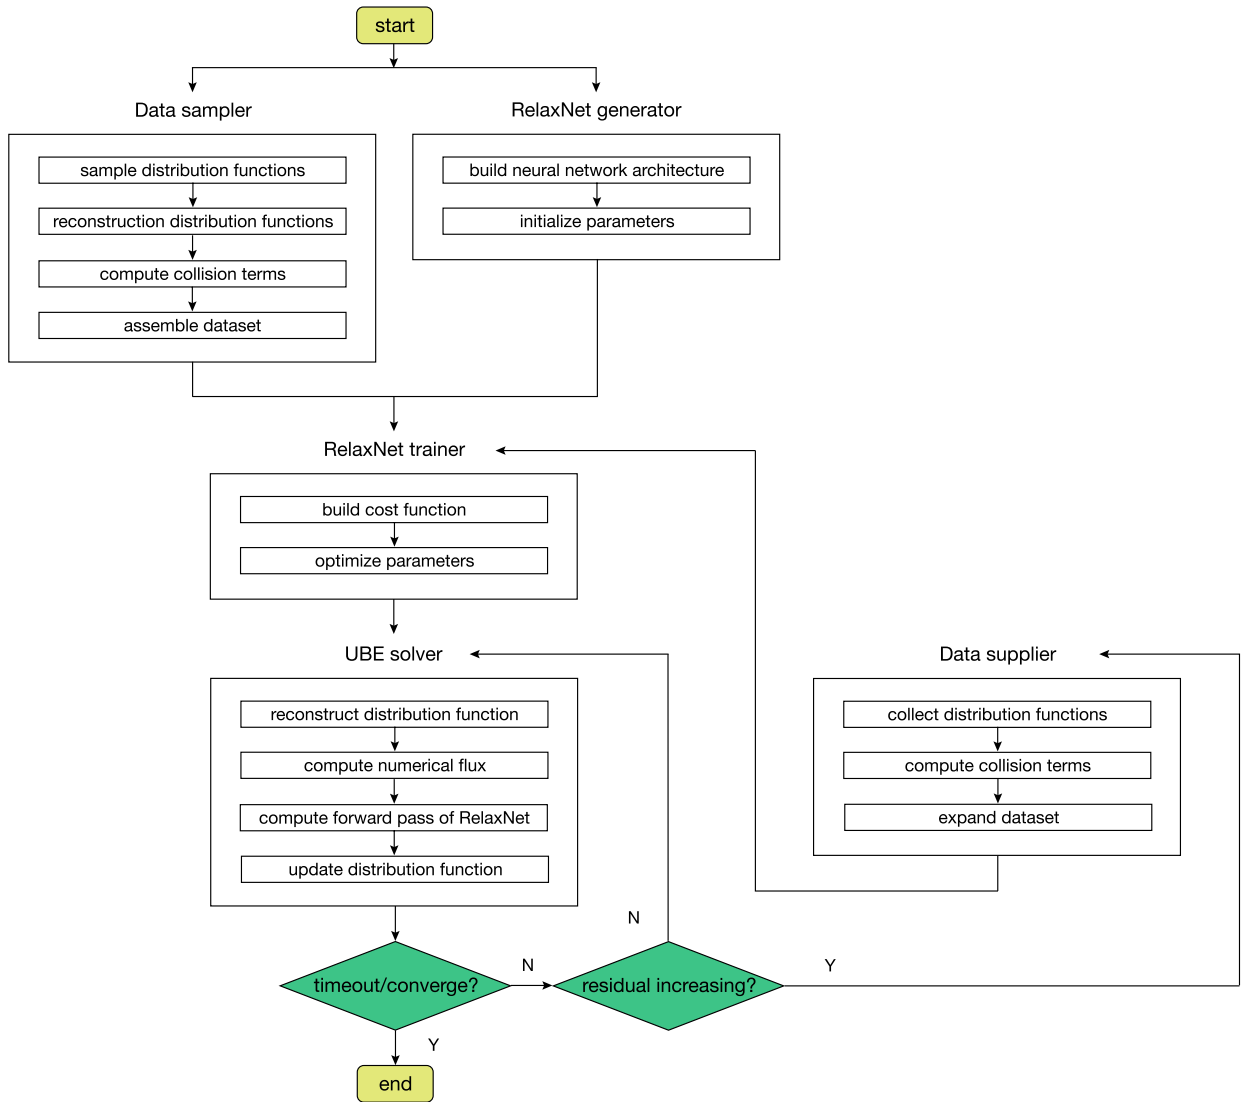 start
Data sampler
RelaxNet generator
sample distribution functions
reconstruction distribution functions
compute collision terms
assemble dataset
build neural network architecture
initialize parameters
RelaxNet trainer
build cost function
optimize parameters
UBE solver
reconstruct distribution function
compute numerical flux
compute forward pass of RelaxNet
update distribution function
Data supplier
collect distribution functions
compute collision terms
expand dataset
timeout/converge?
N
residual increasing?
N
Y
Y
end